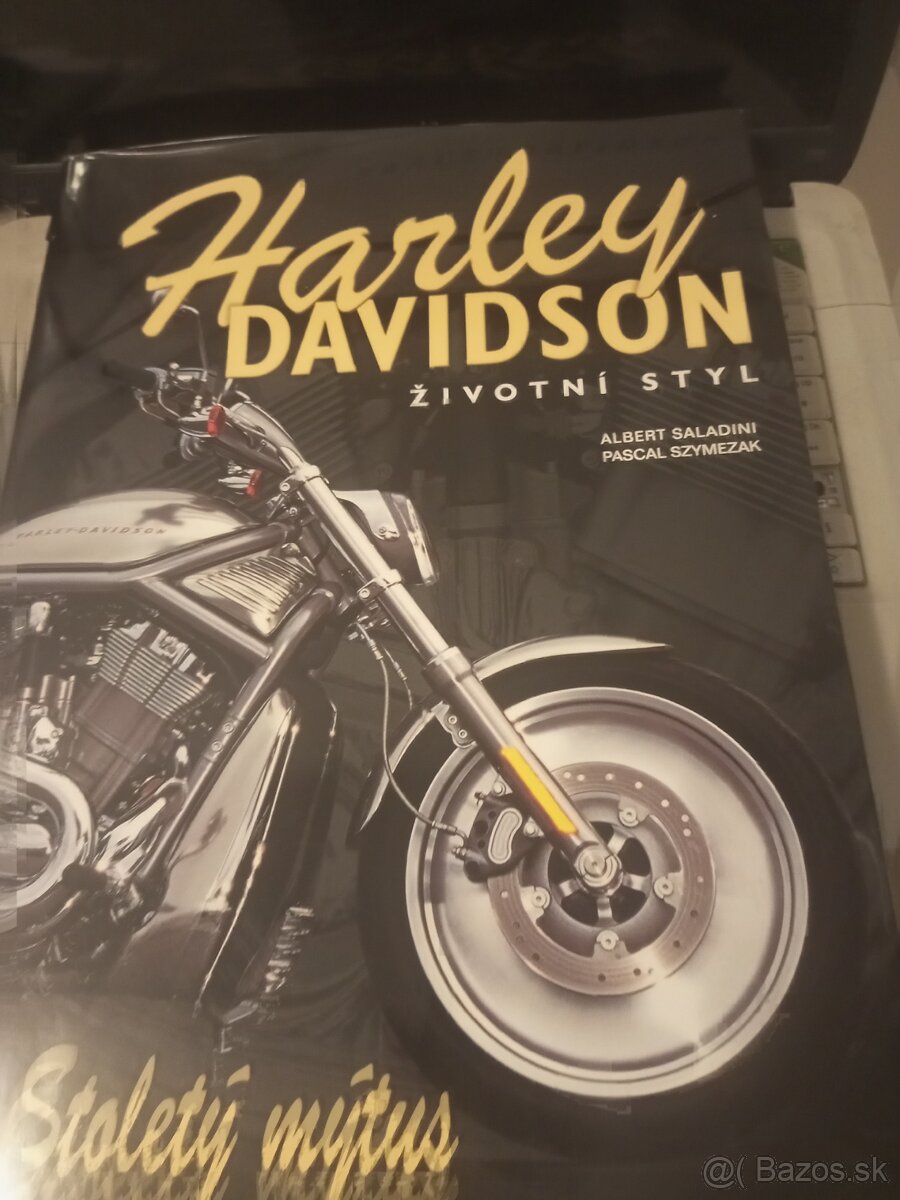 Harley
DAVIDSON
ŽIVOTNÍ STYL
ALBERT SALADINI
PASCAL SZYMEZAK
HARLEY-DAVIDSON
Stoletý mýtus
@( Bazos.sk